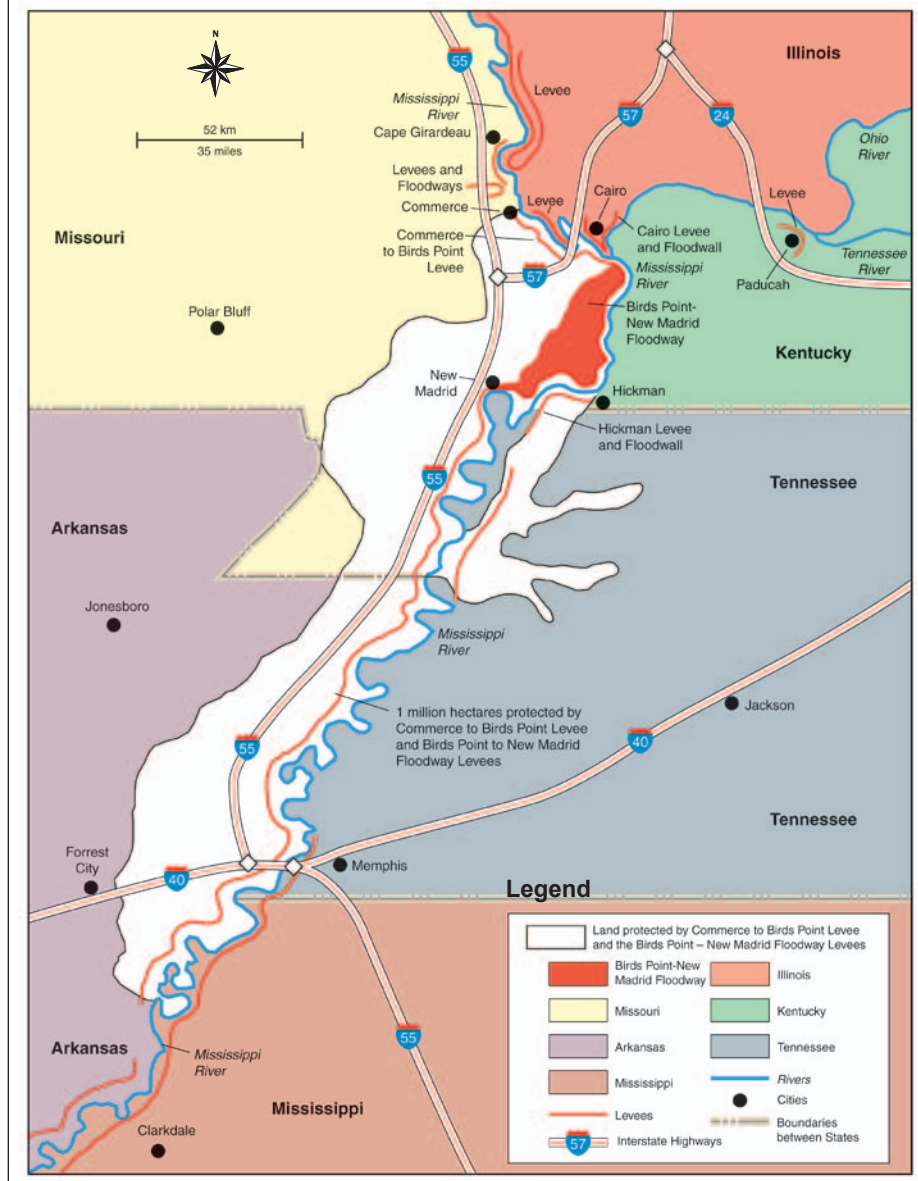 N
52 km
35 miles
55
Illinois
Levee
Mississippi
River
Cape Girardeau
57
24
Ohio
River
Levees and
Floodways
Levee
Cairo
Levee
Commerce
Missouri
Commerce
to Birds Point
Levee
Cairo Levee
and Floodwall
Tennessee
River
57
Mississippi
River
Paducah
Polar Bluff
Birds Point-
New Madrid
Floodway
Kentucky
New
Madrid
Hickman
Hickman Levee
and Floodwall
55
Tennessee
Arkansas
Jonesboro
Mississippi
River
1 million hectares protected by
Commerce to Birds Point Levee
and Birds Point to New Madrid
Floodway Levees
Jackson
55
40
Tennessee
Forrest
City
40
Memphis
Legend
Land protected by Commerce to Birds Point Levee
and the Birds Point – New Madrid Floodway Levees
Birds Point-New
Madrid Floodway
Illinois
Missouri
Kentucky
Arkansas
Tennessee
Mississippi
Rivers
Cities
Levees
Boundaries
between States
57
Interstate Highways
55
Arkansas
Mississippi
River
Mississippi
Clarkdale